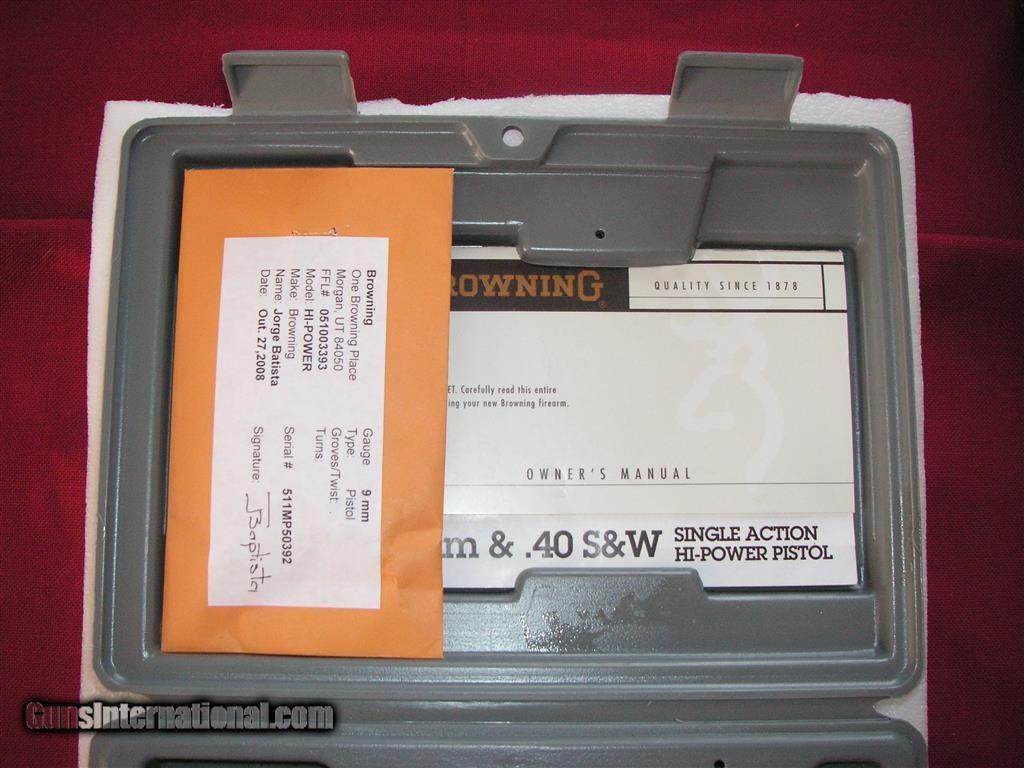 Browning
One Browning Place
Morgan, UT 84050
FFL# 051003393
Model: HI-POWER
Make: Browning
Name: Jorge Batista
Date: Out. 27,2008
Gauge 9 mm
Type: Pistol
Groves/Twist: .
Turns:
Serial # 511MP50392
Signature: JBaptista
ROWNING®
QUALITY SINCE 1878
ET. Carefully read this entire
ing your new Browning firearm.
OWNER'S MANUAL
m & .40 S&W
SINGLE ACTION
HI-POWER PISTOL
GunsInternational.com